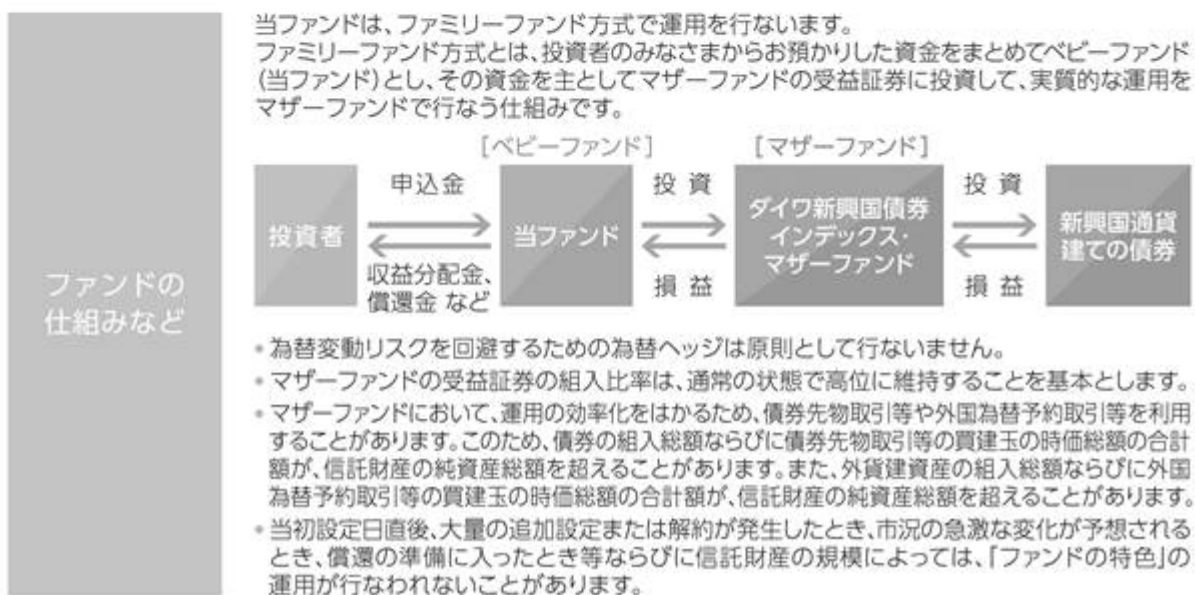 当ファンドは、ファミリーファンド方式で運用を行ないます。
ファミリーファンド方式とは、投資者のみなさまからお預かりした資金をまとめてベビーファンド
(当ファンド)とし、その資金を主としてマザーファンドの受益証券に投資して、実質的な運用を
マザーファンドで行なう仕組みです。
[ベビーファンド]
[マザーファンド]
投資者
申込金
収益分配金、
償還金 など
当ファンド
投 資
損 益
ダイワ新興国債券
インデックス・
マザーファンド
投 資
損 益
新興国通貨
建ての債券
ファンドの
仕組みなど
• 為替変動リスクを回避するための為替ヘッジは原則として行ないません。
• マザーファンドの受益証券の組入比率は、通常の状態で高位に維持することを基本とします。
• マザーファンドにおいて、運用の効率化をはかるため、債券先物取引等や外国為替予約取引等を利用
することがあります。このため、債券の組入総額ならびに債券先物取引等の買建玉の時価総額の合計
額が、信託財産の純資産総額を超えることがあります。また、外貨建資産の組入総額ならびに外国
為替予約取引等の買建玉の時価総額の合計額が、信託財産の純資産総額を超えることがあります。
• 当初設定日直後、大量の追加設定または解約が発生したとき、市況の急激な変化が予想される
とき、償還の準備に入ったとき等ならびに信託財産の規模によっては、「ファンドの特色」の
運用が行なわれないことがあります。